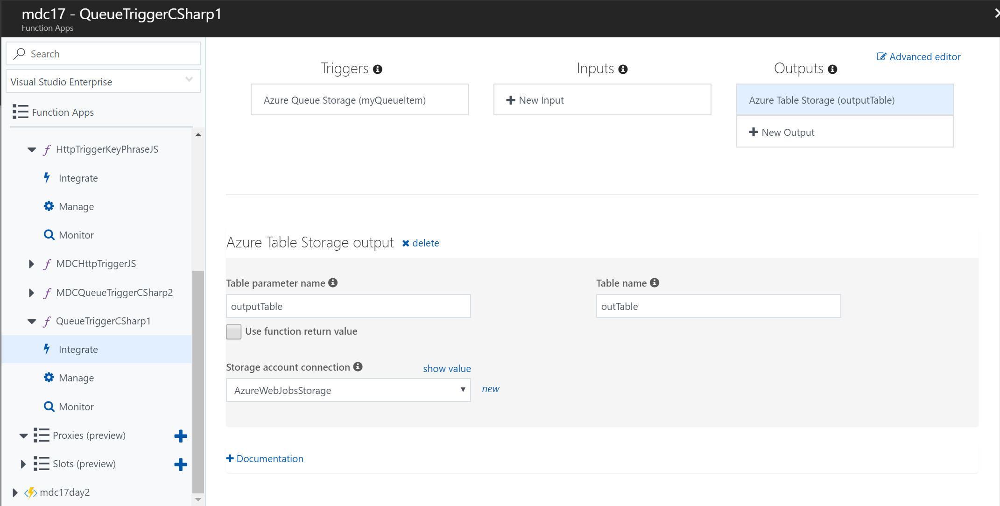 mdc17 - QueueTriggerCSharp1
Function Apps
Search
Visual Studio Enterprise
Function Apps
HttpTriggerKeyPhraseJS
Integrate
Manage
Monitor
MDCHttpTriggerJS
MDCQueueTriggerCSharp2
QueueTriggerCSharp1
Integrate
Manage
Monitor
Proxies (preview)
Slots (preview)
mdc17day2
Advanced editor
Triggers
Azure Queue Storage (myQueueItem)
Inputs
New Input
Outputs
Azure Table Storage (outputTable)
New Output
Azure Table Storage output delete
Table parameter name
outputTable
Use function return value
Table name
outTable
Storage account connection show value
AzureWebJobsStorage new
Documentation